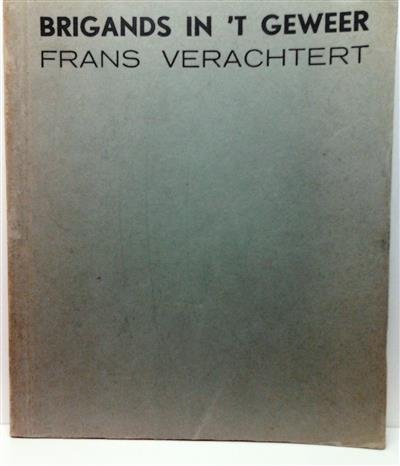 BRIGANDS IN 'T GEWEER
FRANS VERACHTERT